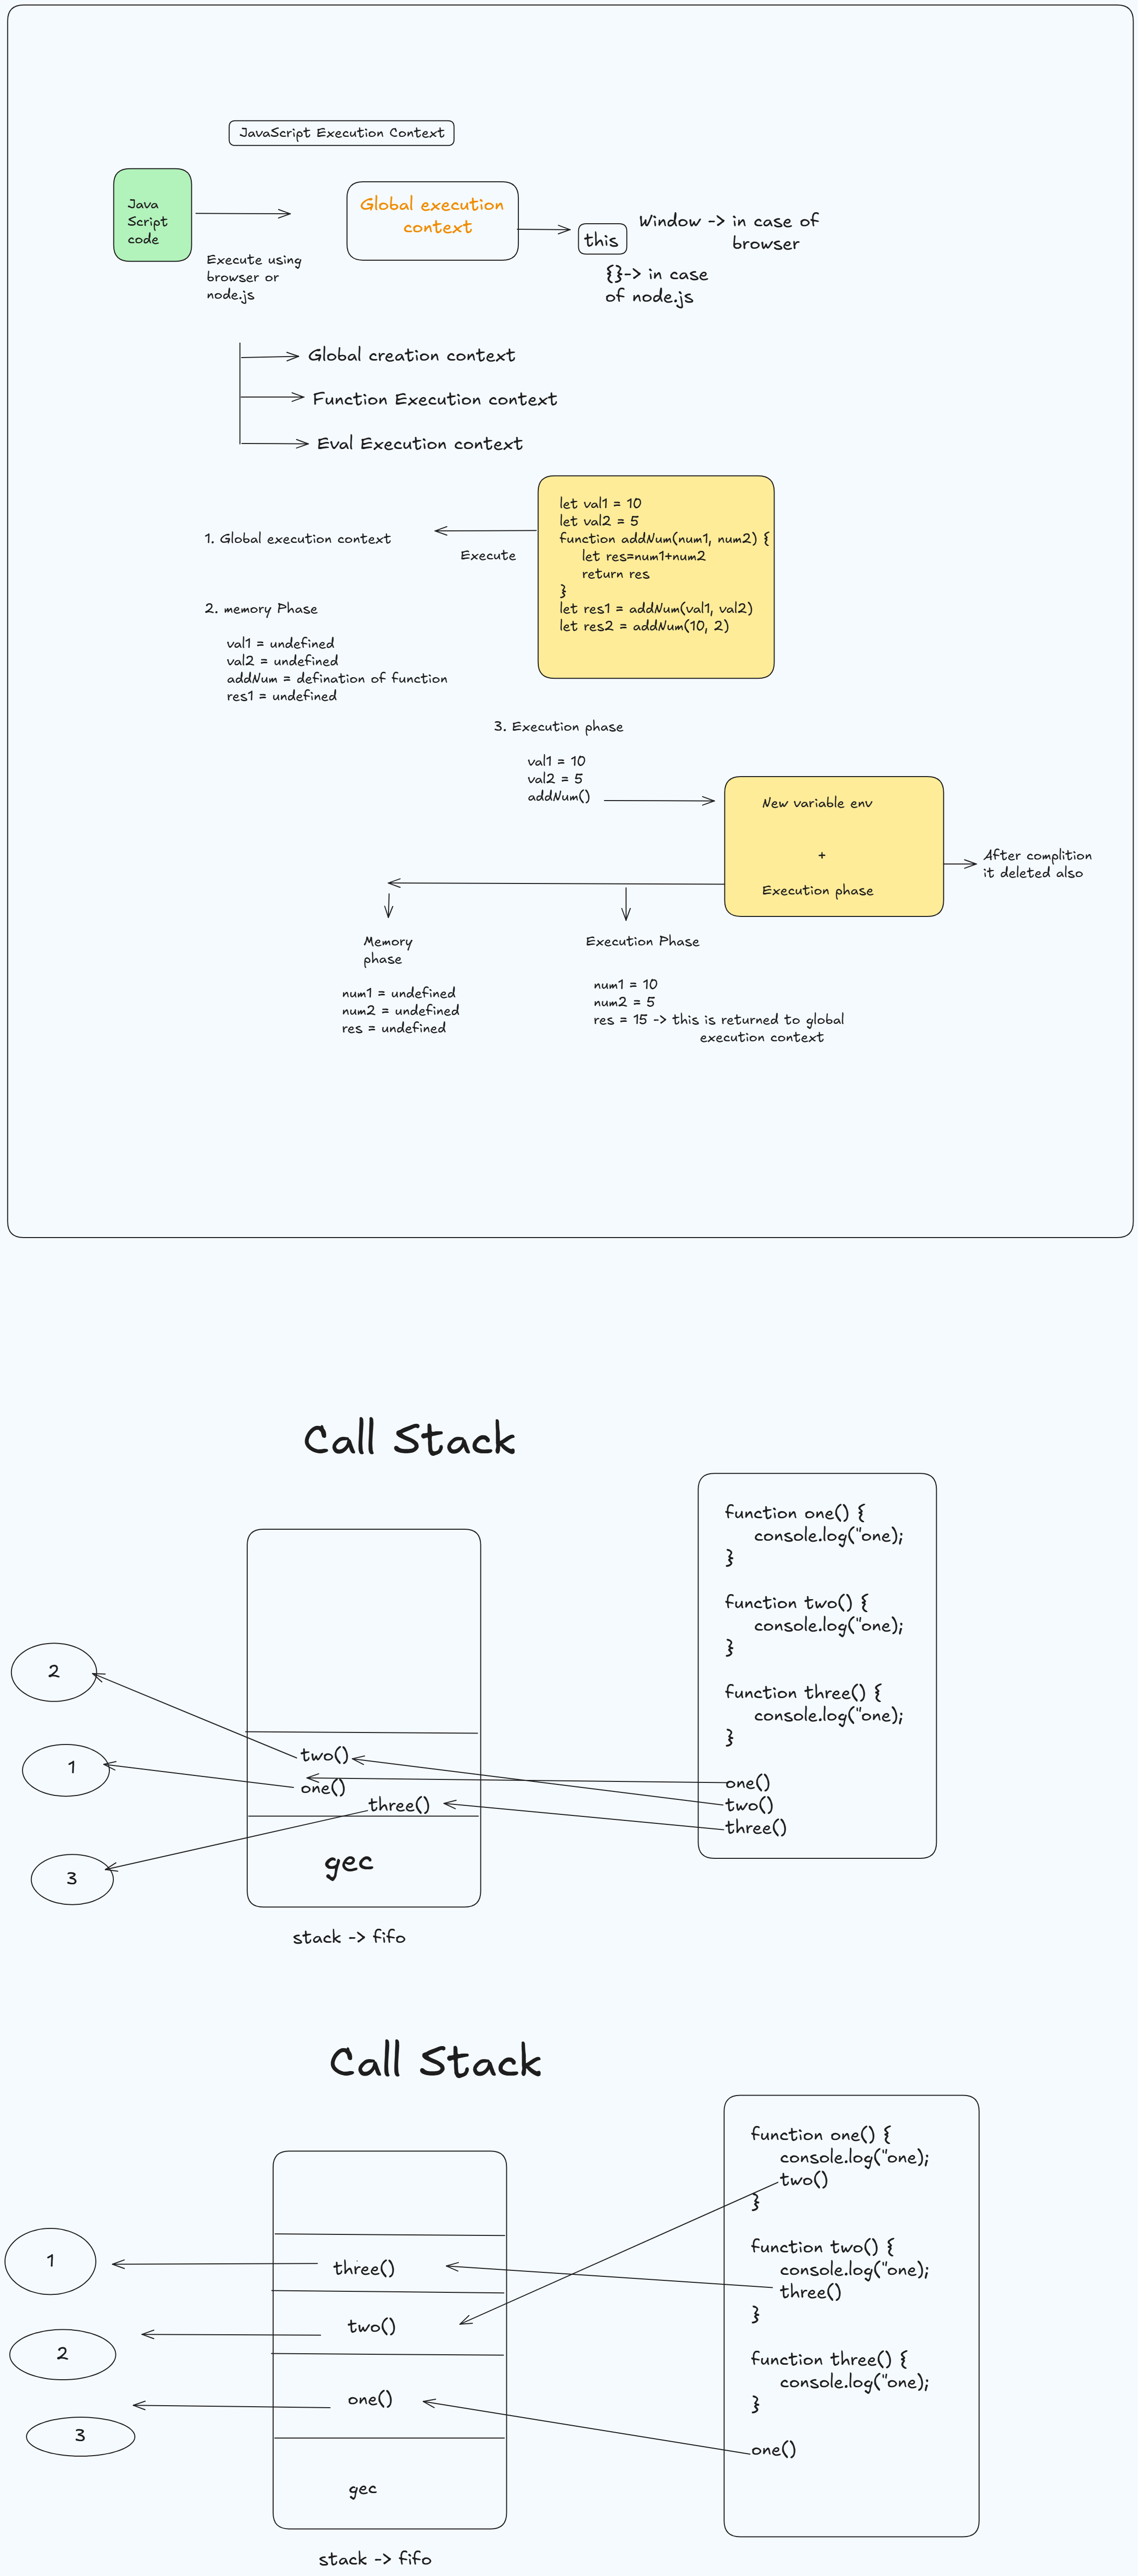 JavaScript Execution Context
Java
Script
code
Execute using
browser or
node.js
Global execution
context
this
Window -> in case of
browser
{}-> in case
of node.js
Global creation context
Function Execution context
Eval Execution context
1. Global execution context
Execute
let val1 = 10
let val2 = 5
function addNum(num1, num2) {
let res=num1+num2
return res
}
let res1 = addNum(val1, val2)
let res2 = addNum(10, 2)
2. memory Phase
val1 = undefined
val2 = undefined
addNum = defination of function
res1 = undefined
3. Execution phase
val1 = 10
val2 = 5
addNum()
New variable env
+
Execution phase
After complition
it deleted also
Memory
phase
num1 = undefined
num2 = undefined
res = undefined
Execution Phase
num1 = 10
num2 = 5
res = 15 -> this is returned to global
execution context
Call Stack
function one() {
console.log("one);
}
function two() {
console.log("one);
}
function three() {
console.log("one);
}
one()
two()
three()
2
1
3
two()
one()
three()
gec
stack -> fifo
Call Stack
function one() {
console.log("one);
two()
}
function two() {
console.log("one);
three()
}
function three() {
console.log("one);
}
one()
1
2
3
three()
two()
one()
gec
stack -> fifo